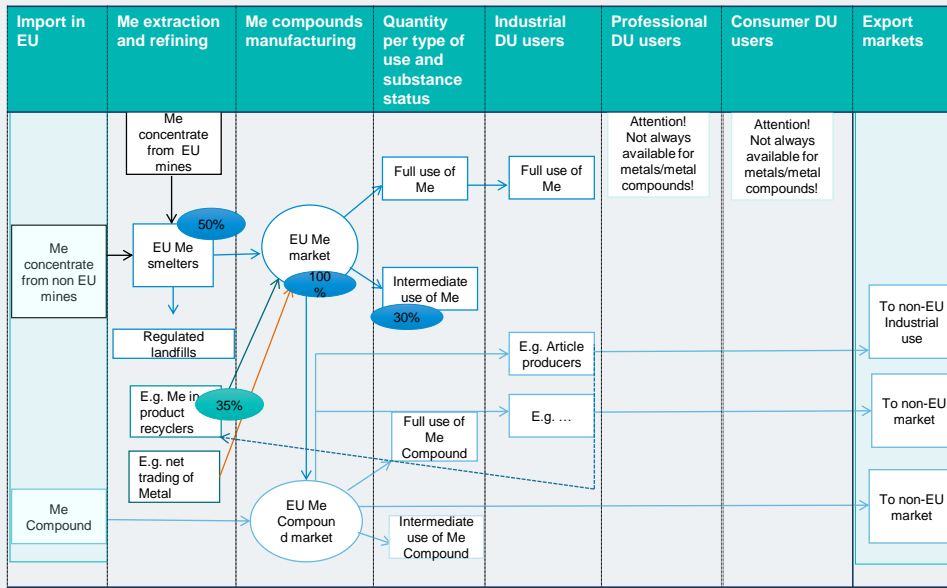 Import in
EU
Me extraction
and refining
Me compounds
manufacturing
Quantity
per type of
use and
substance
status
Industrial
DU users
Professional
DU users
Consumer DU
users
Export
markets
Me
concentrate
from EU
mines
Attention!
Not always
available for
metals/metal
compounds!
Attention!
Not always
available for
metals/metal
compounds!
Full use of
Me
Full use of
Me
50%
Me
concentrate
from non EU
mines
EU Me
smelters
EU Me
market
100
%
Intermediate
use of Me
30%
To non-EU
Industrial
use
Regulated
landfills
E.g. Article
producers
E.g. Me in
product
recyclers
35%
Full use of
Me
Compound
E.g. …
To non-EU
market
E.g. net
trading of
Metal
Me
Compound
EU Me
Compoun
d market
Intermediate
use of Me
Compound
To non-EU
market